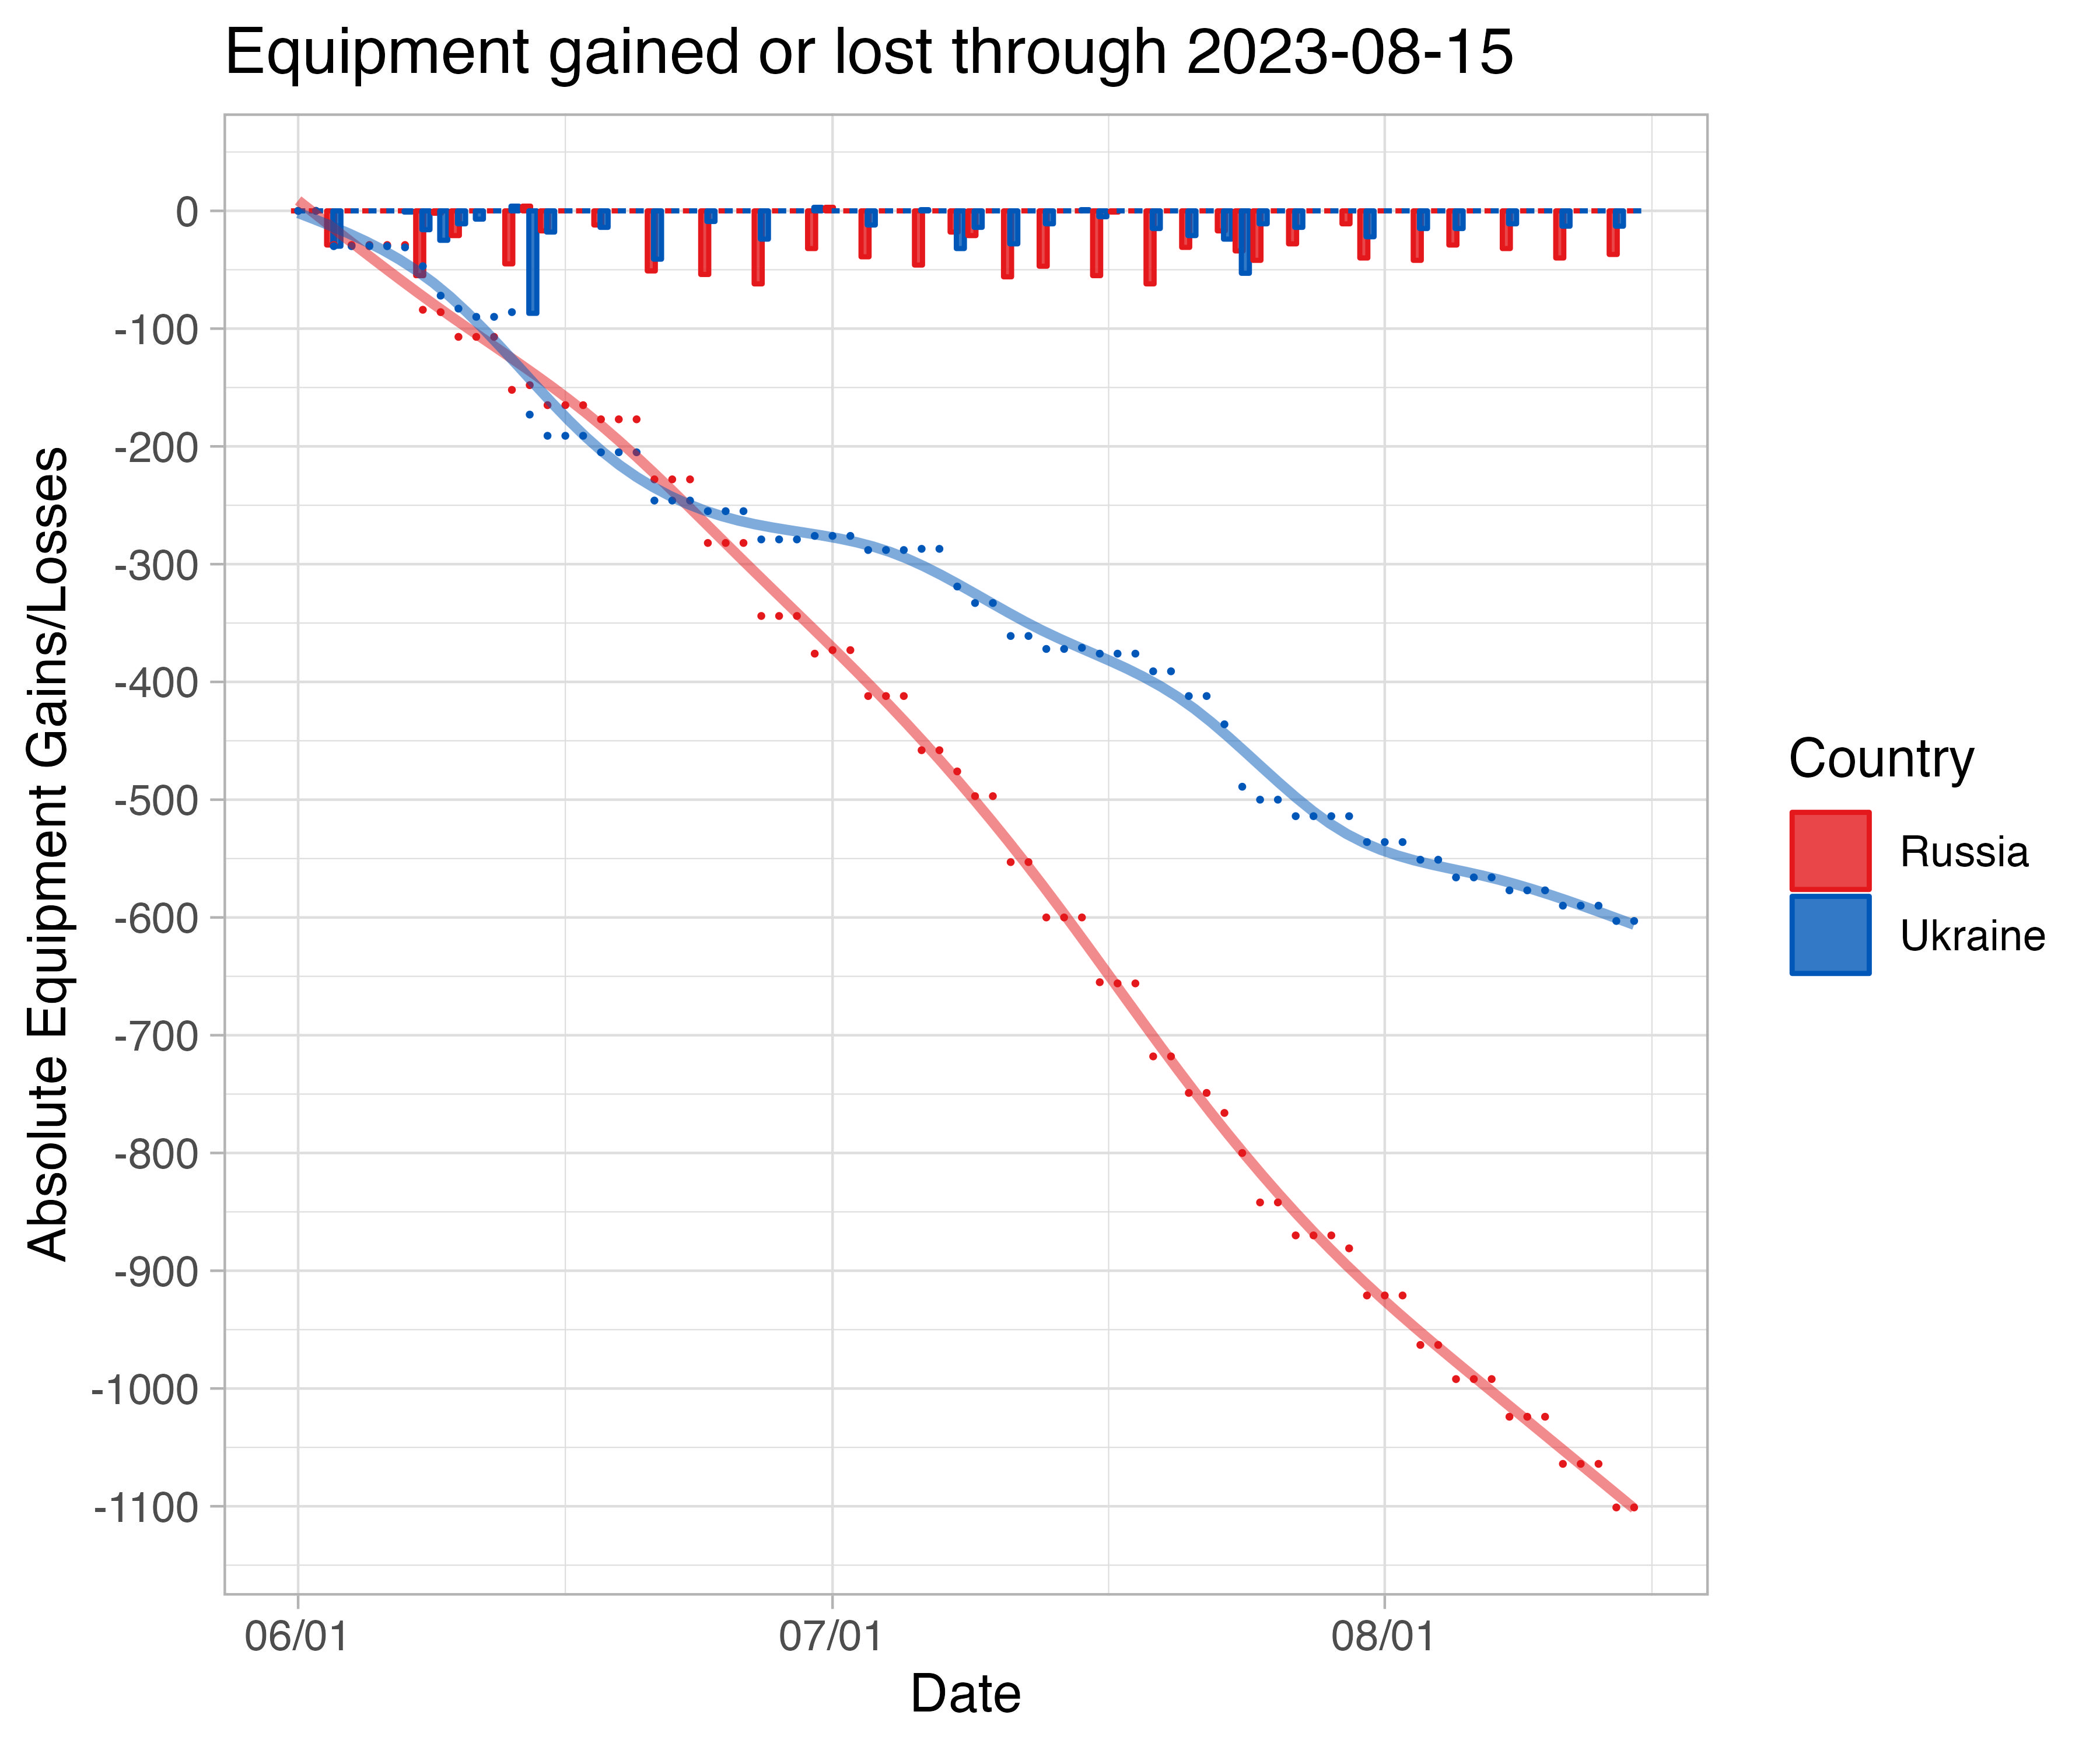 Equipment gained or lost through 2023-08-15
Absolute Equipment Gains/Losses
0
-100
-200
-300
-400
-500
-600
-700
-800
-900
-1000
-1100
06/01
07/01
08/01
Date
Country
Russia
Ukraine